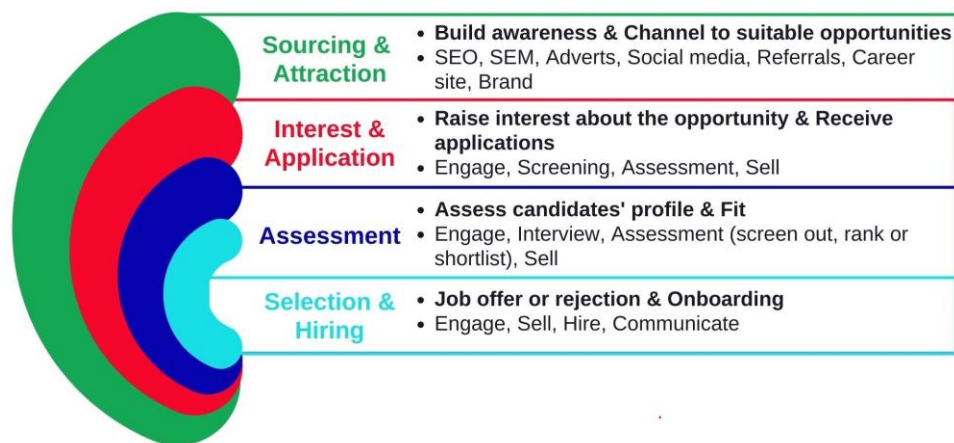 Sourcing &
Attraction
• Build awareness & Channel to suitable opportunities
• SEO, SEM, Adverts, Social media, Referrals, Career
site, Brand
Interest &
Application
• Raise interest about the opportunity & Receive
applications
• Engage, Screening, Assessment, Sell
Assessment
• Assess candidates' profile & Fit
• Engage, Interview, Assessment (screen out, rank or
shortlist), Sell
Selection &
Hiring
• Job offer or rejection & Onboarding
• Engage, Sell, Hire, Communicate